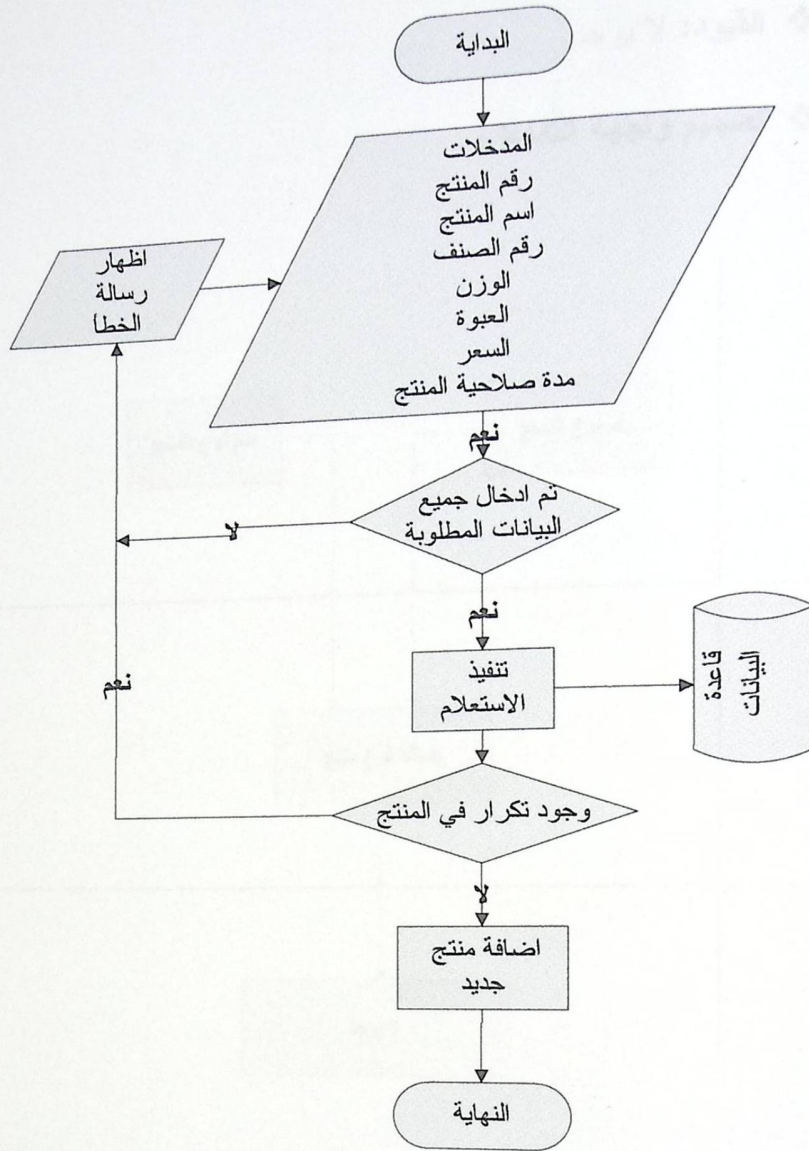 البداية
المدخلات
رقم المنتج
اسم المنتج
رقم الصنف
الوزن
العبوة
السعر
مدة صلاحية المنتج
اظهار
رسالة
الخطأ
نعم
تم ادخال جميع
البيانات المطلوبة
لا
نعم
تنفيذ
الاستعلام
قاعدة
البيانات
نعم
وجود تكرار في المنتج
لا
اضافة منتج
جديد
النهاية